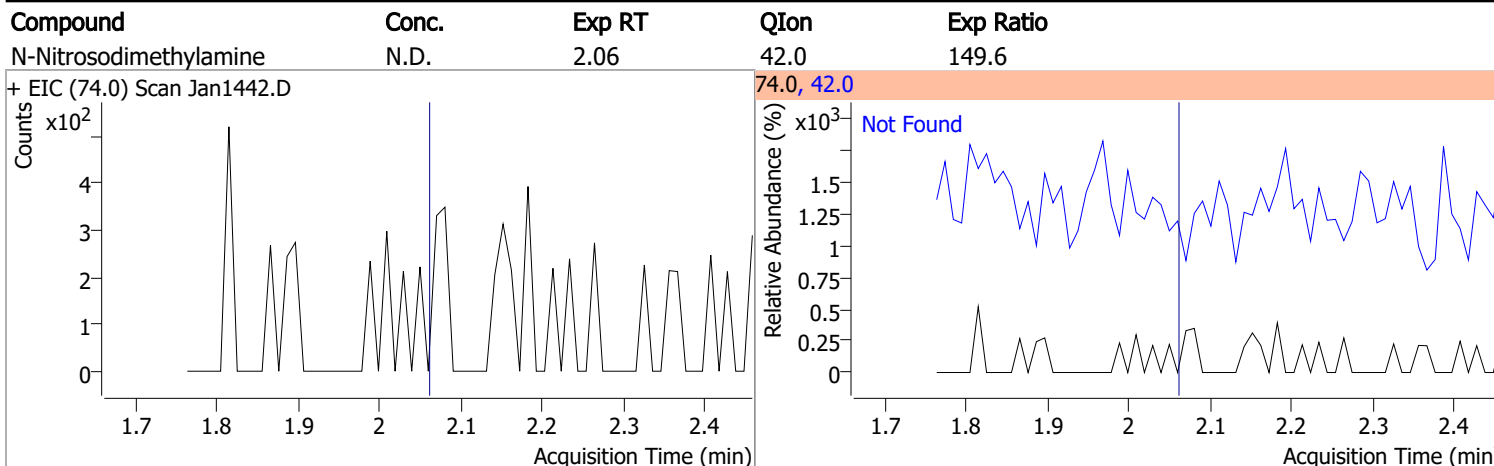 Compound Conc. Exp RT QIon Exp Ratio
N-Nitrosodimethylamine N.D. 2.06 42.0 149.6
+ EIC (74.0) Scan Jan1442.D
Counts
x10²
4
3
2
1
0
1.7 1.8 1.9 2 2.1 2.2 2.3 2.4
Acquisition Time (min)
74.0, 42.0
Relative Abundance (%)
x10³
Not Found
1.5
1.25
1
0.75
0.5
0.25
0
1.7 1.8 1.9 2 2.1 2.2 2.3 2.4
Acquisition Time (min